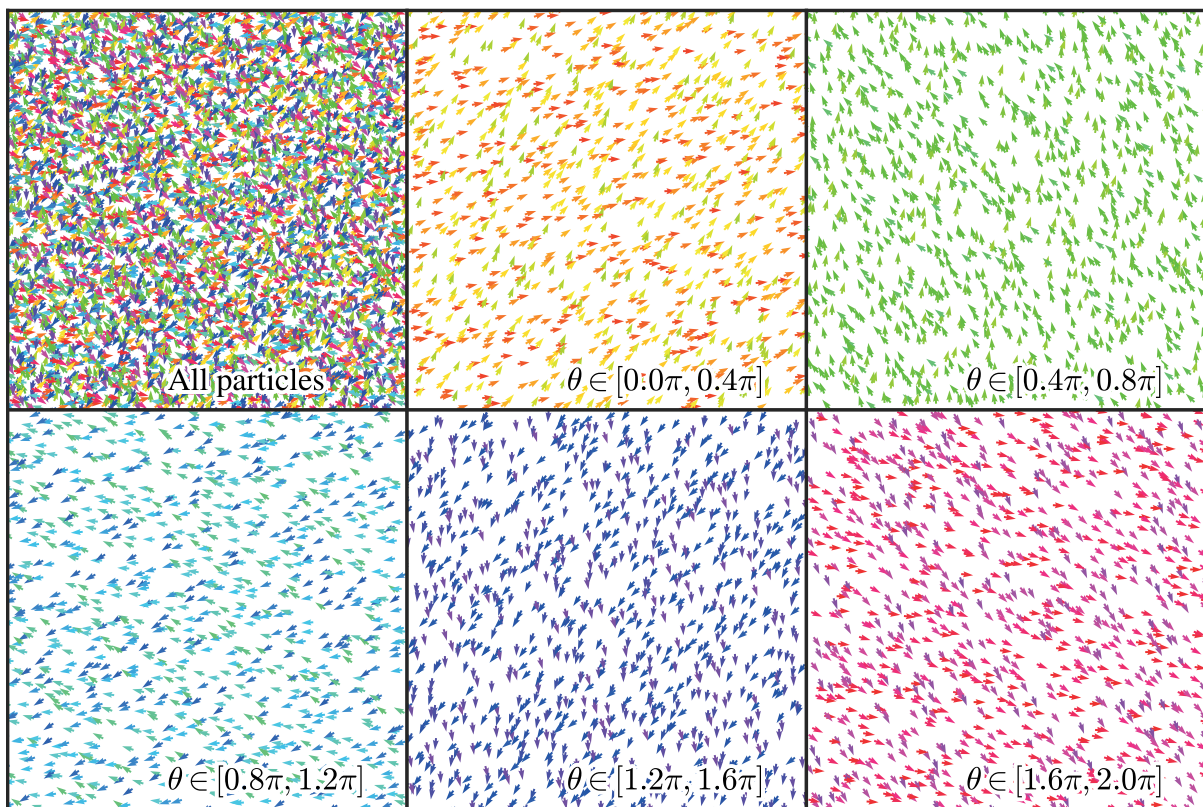 All particles
θ ∈ [0.0π, 0.4π]
θ ∈ [0.4π, 0.8π]
θ ∈ [0.8π, 1.2π]
θ ∈ [1.2π, 1.6π]
θ ∈ [1.6π, 2.0π]